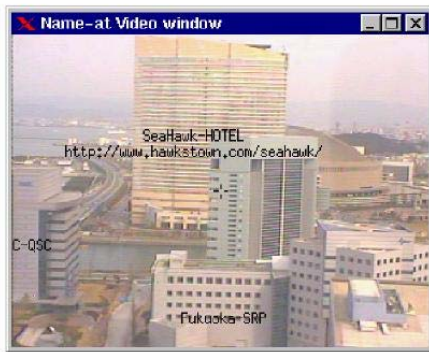 Name-at Video window
SeaHawk-HOTEL
http://www.hawkstown.com/seahawk/
C-QSC
Fukuoka-SRP